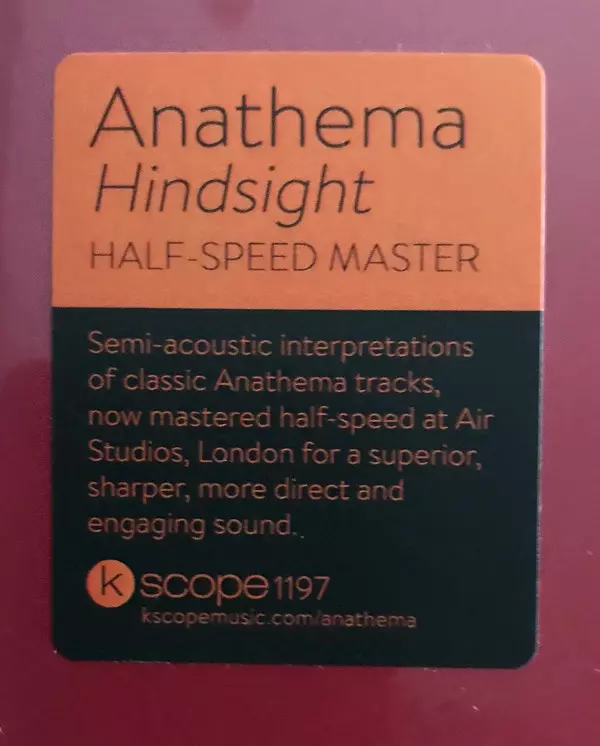 Anathema
Hindsight
HALF-SPEED MASTER
Semi-acoustic interpretations
of classic Anathema tracks,
now mastered half-speed at Air
Studios, London for a superior,
sharper, more direct and
engaging sound..
k scope 1197
kscopemusic.com/anathema